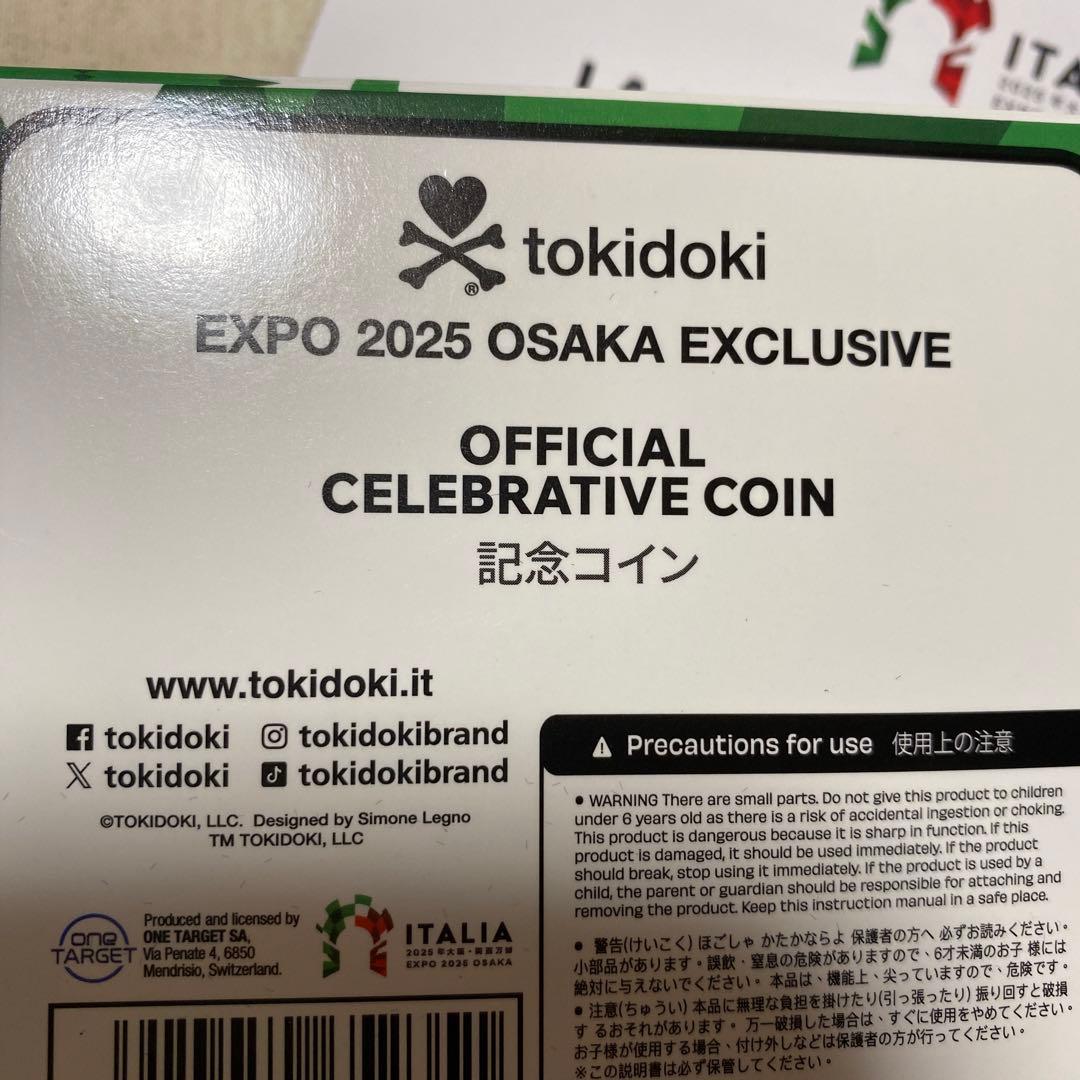 ITA
tokidoki
®
EXPO 2025 OSAKA EXCLUSIVE
OFFICIAL
CELEBRATIVE COIN
記念コイン
www.tokidoki.it
tokidoki tokidokibrand
X tokidoki tokidokibrand
©TOKIDOKI, LLC. Designed by Simone Legno
TM TOKIDOKI, LLC
one
TARGET
Produced and licensed by
ONE TARGET SA,
Via Penate 4, 6850
Mendrisio, Switzerland.
ITALIA
2025 年大阪・関西万博
EXPO 2025 OSAKA
Precautions for use 使用上の注意
• WARNING There are small parts. Do not give this product to children
under 6 years old as there is a risk of accidental ingestion or choking.
This product is dangerous because it is sharp in function. If this
product is damaged, it should be used immediately. If the product
should break, stop using it immediately. If the product is used by a
child, the parent or guardian should be responsible for attaching and
removing the product. Keep this instruction manual in a safe place.
• 警告(けいこく) ほごしゃ かたかならよ 保護者の方へ 必ずお読みください。
小部品があります。誤飲・窒息の危険がありますので、6才未満のお子 様には
絶対に与えないでください。 本品は、機能上、尖っていますので、危険です。
• 注意(ちゅうい) 本品に無理な負担を掛けたり(引っ張ったり) 振り回すと破損
す るおそれがあります。 万一破損した場合は、すぐに使用をやめてください。
お子様が使用する場合、付け外しなどは保護者の方が行ってください。
※この説明書は必ず保管してください。